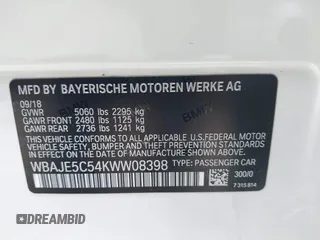 MFD BY BAYERISCHE MOTOREN WERKE AG
09/18
GVWR 5060 lbs 2295 kg
GAWR FRONT 2480 lbs 1125 kg
GAWR REAR 2736 lbs 1241 kg
THIS VEHICLE CONFORMS TO ALL APPLICABLE
FEDERAL MOTOR VEHICLE SAFETY, BUMPER,
AND THEFT PREVENTION STANDARDS IN EFFECT
ON THE DATE OF MANUFACTURE SHOWN ABOVE.
WBAJE5C54KWW08398 TYPE: PASSENGER CAR
300/0
7 315 814
DREAMBID